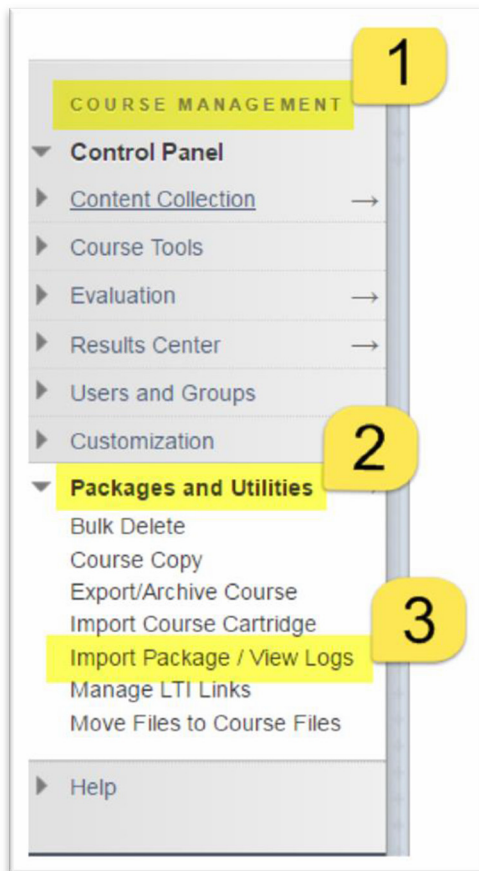 1
COURSE MANAGEMENT
Control Panel
Content Collection →
Course Tools
Evaluation →
Results Center →
Users and Groups
Customization
2
Packages and Utilities
Bulk Delete
Course Copy
Export/Archive Course
Import Course Cartridge
3
Import Package / View Logs
Manage LTI Links
Move Files to Course Files
Help